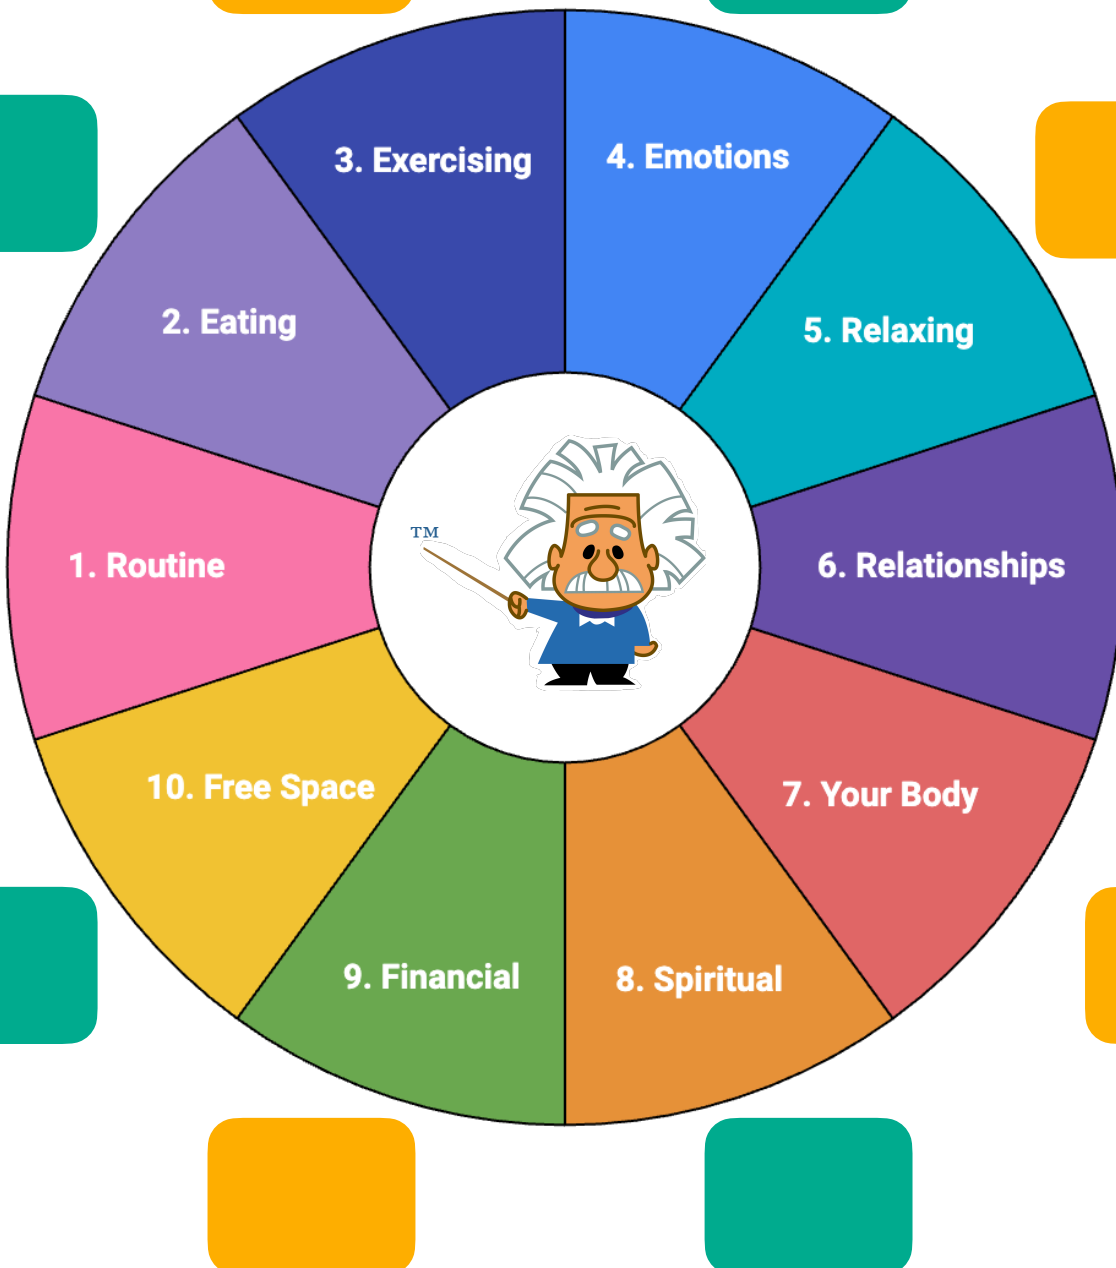 3. Exercising
4. Emotions
2. Eating
5. Relaxing
TM
1. Routine
6. Relationships
10. Free Space
7. Your Body
9. Financial
8. Spiritual